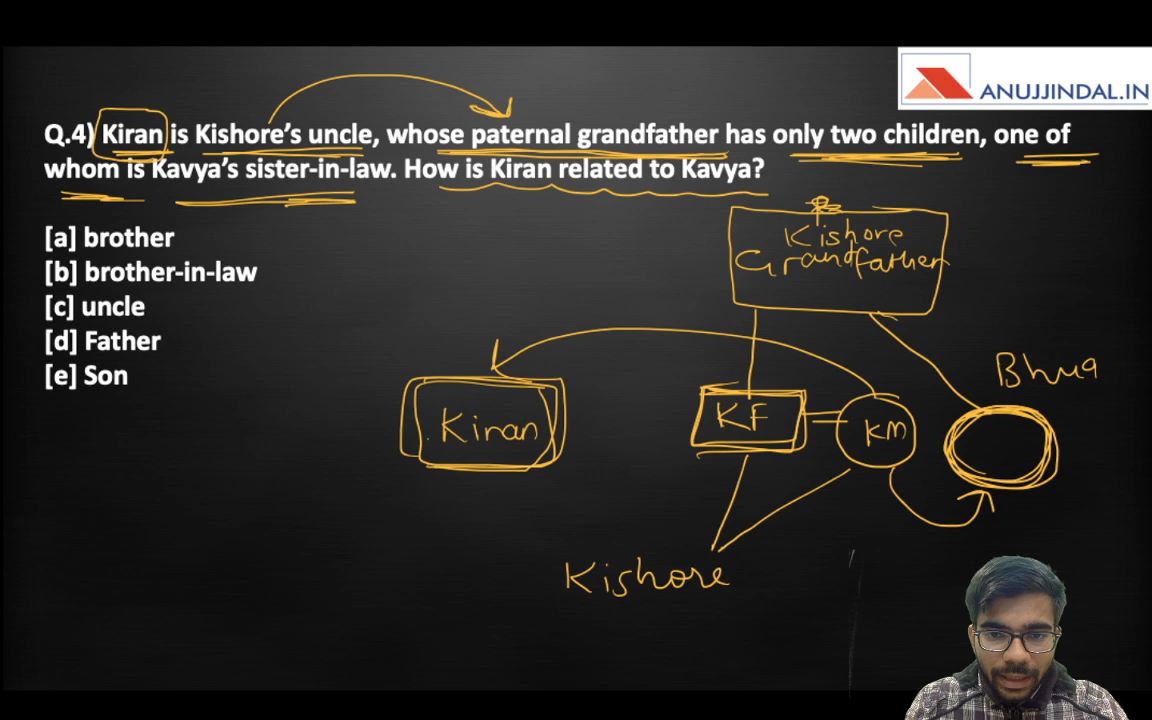 ANUJJINDAL.IN
Q.4) Kiran is Kishore's uncle, whose paternal grandfather has only two children, one of
whom is Kavya's sister-in-law. How is Kiran related to Kavya?
[a] brother
[b] brother-in-law
[c] uncle
[d] Father
[e] Son
Kishore
Grandfather
Bhua
Kiran
KF
KM
Kishore